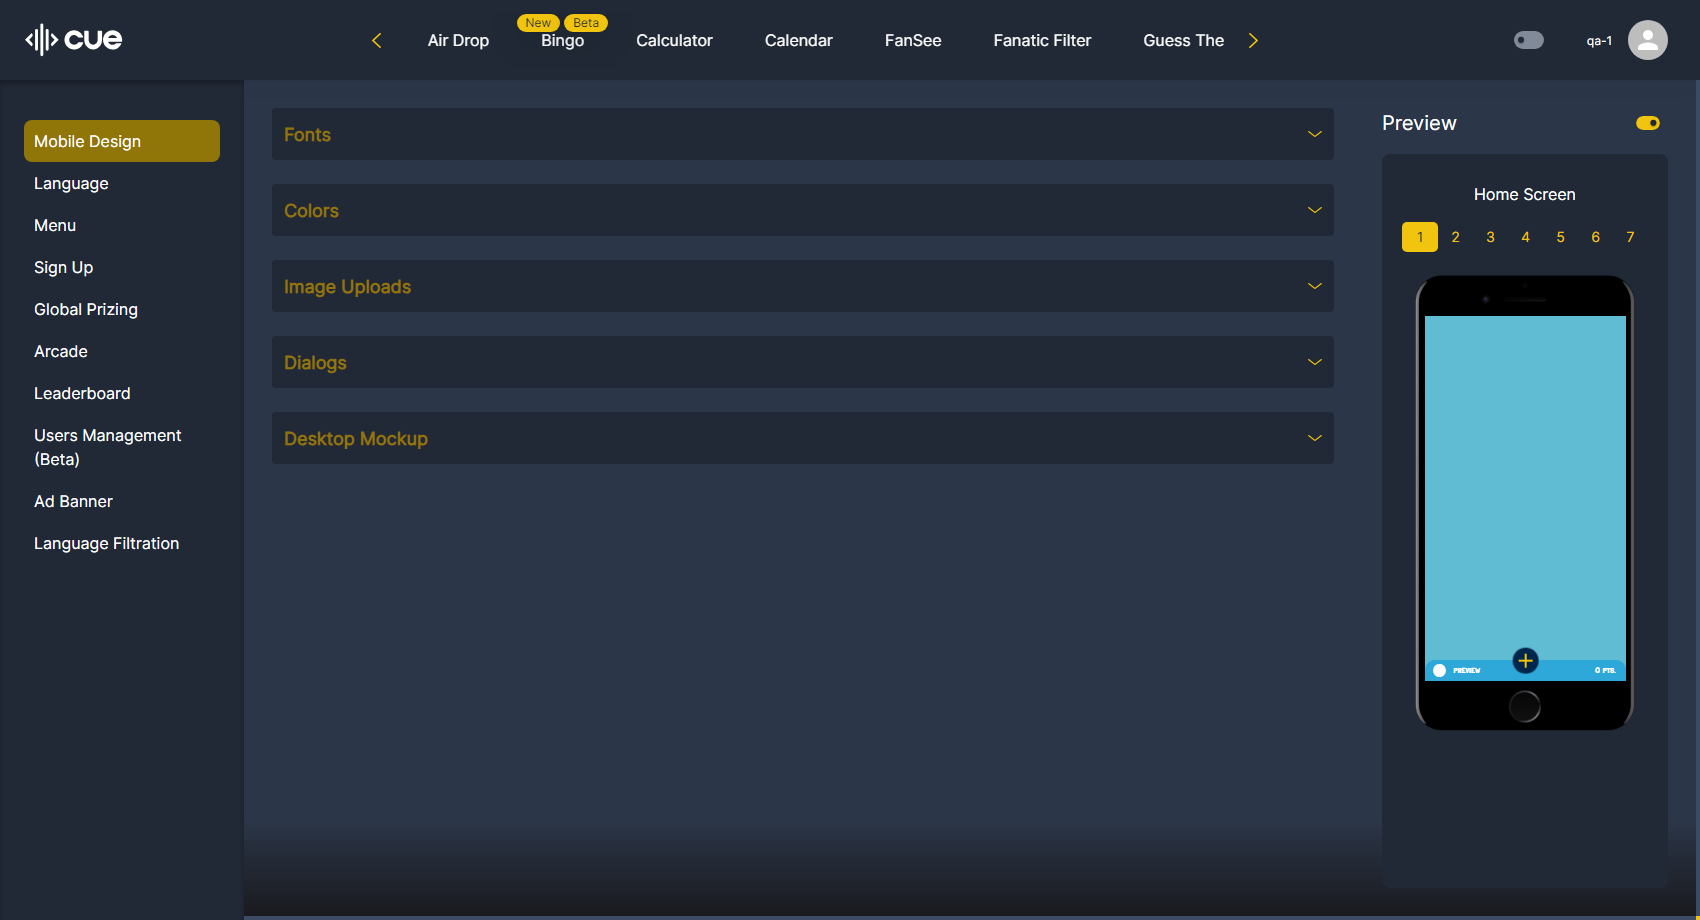 cue
Air Drop
New Beta
Bingo
Calculator
Calendar
FanSee
Fanatic Filter
Guess The
qa-1
Mobile Design
Language
Menu
Sign Up
Global Prizing
Arcade
Leaderboard
Users Management
(Beta)
Ad Banner
Language Filtration
Fonts
Colors
Image Uploads
Dialogs
Desktop Mockup
Preview
Home Screen
1 2 3 4 5 6 7
PREVIEW
0 PTS.